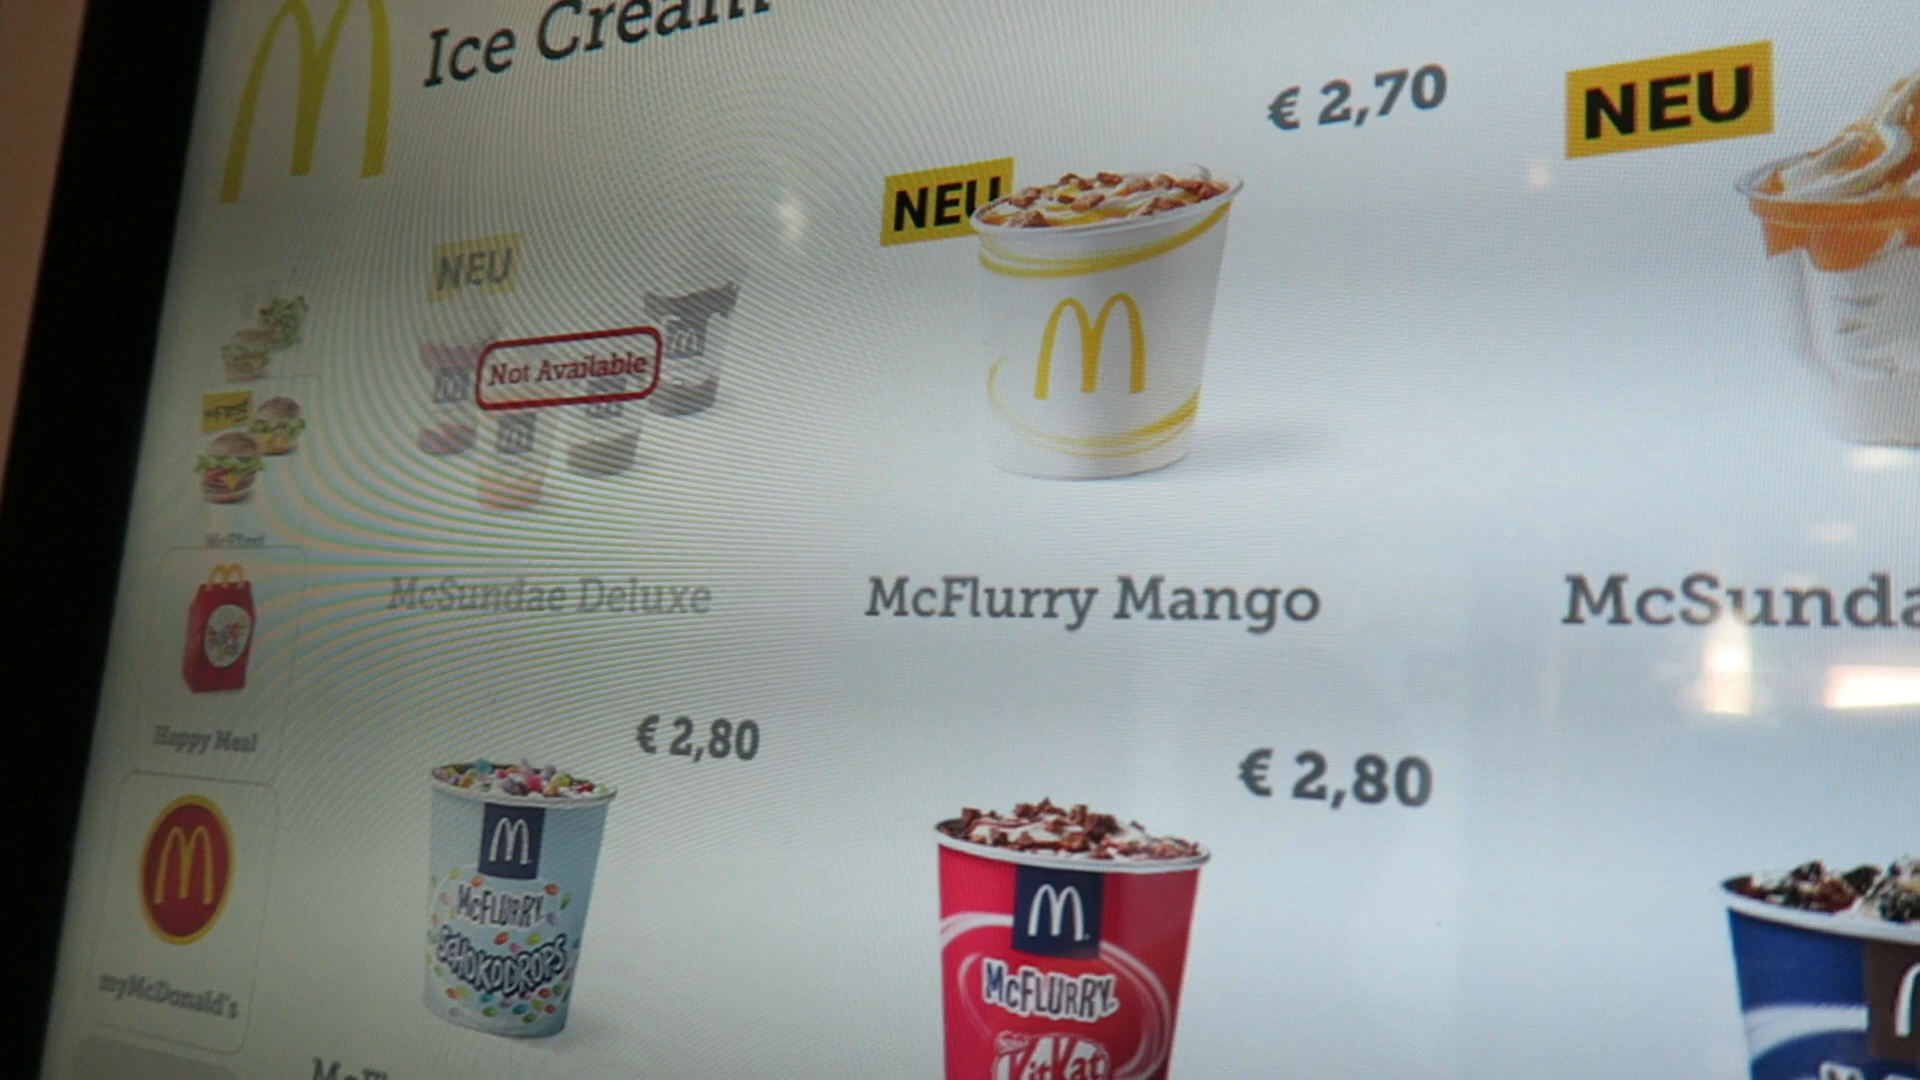 Ice Cream
€ 2,70
NEU
NEU
NEU
Not Available
McSundae Deluxe
McFlurry Mango
McSunda
Happy Meal
€ 2,80
€ 2,80
McFLURRY
SCHOKODROPS
McFLURRY
KitKat
myMcDonald's